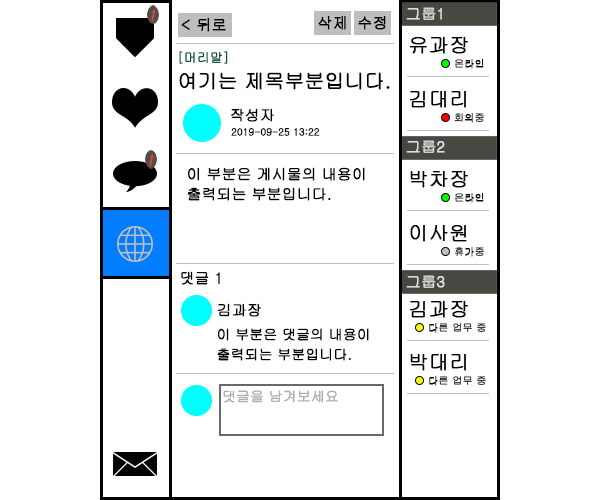 < 뒤로
삭제
수정
[머리말]
여기는 제목부분입니다.
작성자
2019-09-25 13:22
이 부분은 게시물의 내용이
출력되는 부분입니다.
댓글 1
김과장
이 부분은 댓글의 내용이
출력되는 부분입니다.
댓글을 남겨보세요
그룹1
유과장
온라인
김대리
회의중
그룹2
박차장
온라인
이사원
휴가중
그룹3
김과장
다른 업무 중
박대리
다른 업무 중